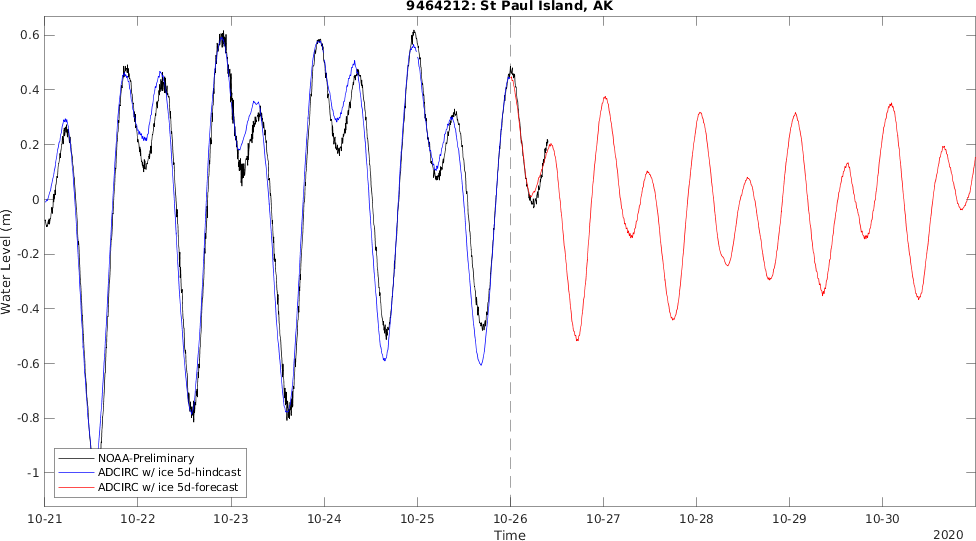 9464212: St Paul Island, AK
0.6
0.4
0.2
0
-0.2
-0.4
-0.6
-0.8
-1
Water Level (m)
NOAA-Preliminary
ADCIRC w/ ice 5d-hindcast
ADCIRC w/ ice 5d-forecast
10-21 10-22 10-23 10-24 10-25 10-26 10-27 10-28 10-29 10-30
Time
2020